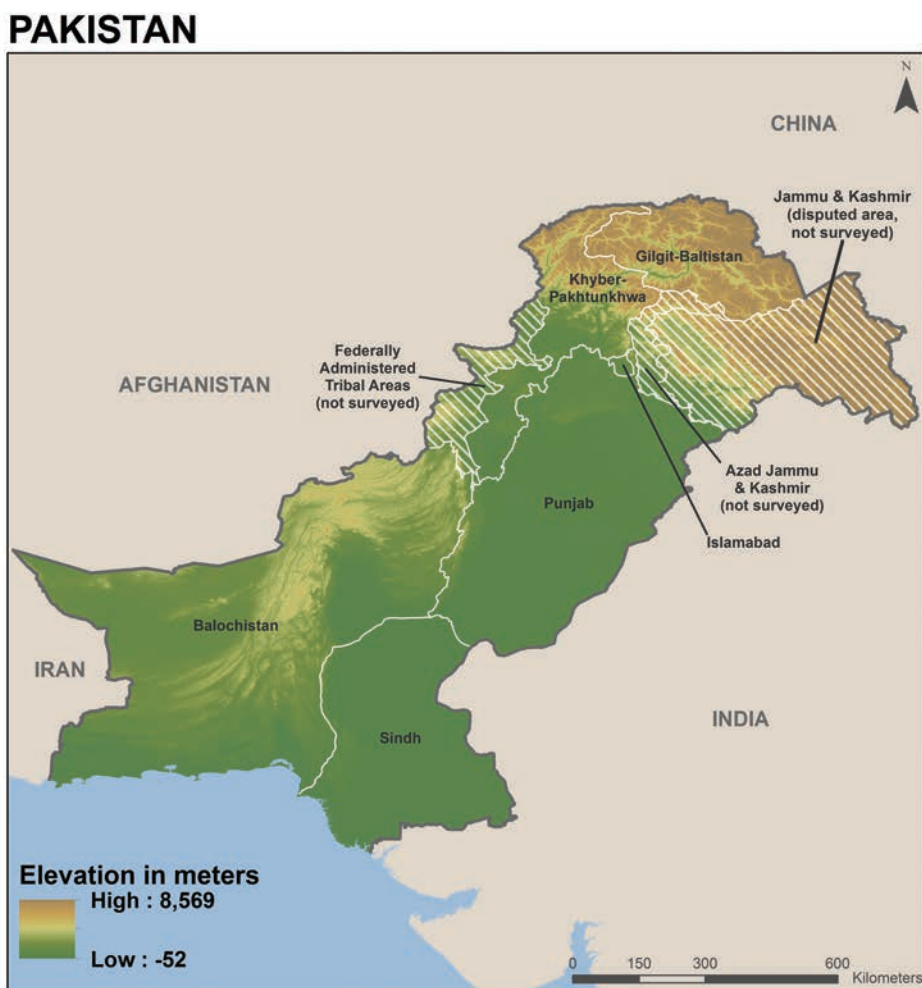 PAKISTAN
N
CHINA
Jammu & Kashmir
(disputed area,
not surveyed)
Gilgit-Baltistan
Khyber-
Pakhtunkhwa
Federally
Administered
Tribal Areas
(not surveyed)
AFGHANISTAN
Azad Jammu
& Kashmir
(not surveyed)
Punjab
Islamabad
Balochistan
IRAN
INDIA
Sindh
Elevation in meters
High : 8,569
Low : -52
0 150 300 600
Kilometers